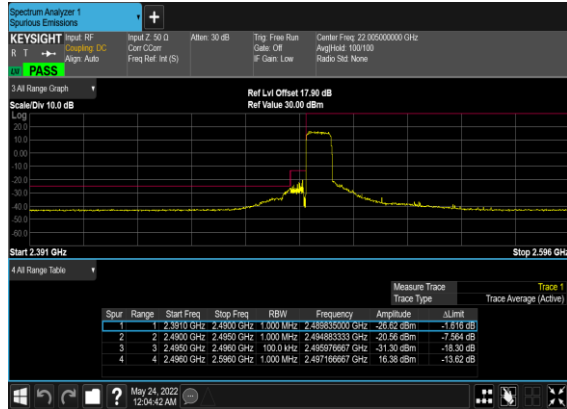 Spectrum Analyzer 1
Spurious Emissions
+
KEYSIGHT
R T
Input: RF
Coupling: DC
Align: Auto
Input Z: 50 Ω
Corr CCorr
Freq Ref: Int (S)
Atten: 30 dB
Trig: Free Run
Gate: Off
IF Gain: Low
Center Freq: 22.005000000 GHz
Avg|Hold: 100/100
Radio Std: None
PASS
3 All Range Graph
Ref Lvl Offset 17.90 dB
Scale/Div 10.0 dB
Ref Value 30.00 dBm
Log
20.0
10.0
0.00
-10.0
-20.0
-30.0
-40.0
-50.0
-60.0
Start 2.391 GHz
Stop 2.596 GHz
4 All Range Table
Measure Trace Trace 1
Trace Type Trace Average (Active)
Spur Range Start Freq Stop Freq RBW Frequency Amplitude ΔLimit
1 1 2.3910 GHz 2.4900 GHz 1.000 MHz 2.489835000 GHz -26.62 dBm -1.616 dB
2 2 2.4900 GHz 2.4950 GHz 1.000 MHz 2.494883333 GHz -20.56 dBm -7.564 dB
3 3 2.4950 GHz 2.4960 GHz 100.0 kHz 2.495976667 GHz -31.30 dBm -18.30 dB
4 4 2.4960 GHz 2.5960 GHz 1.000 MHz 2.497166667 GHz 16.38 dBm -13.62 dB
?
May 24, 2022
12:04:42 AM